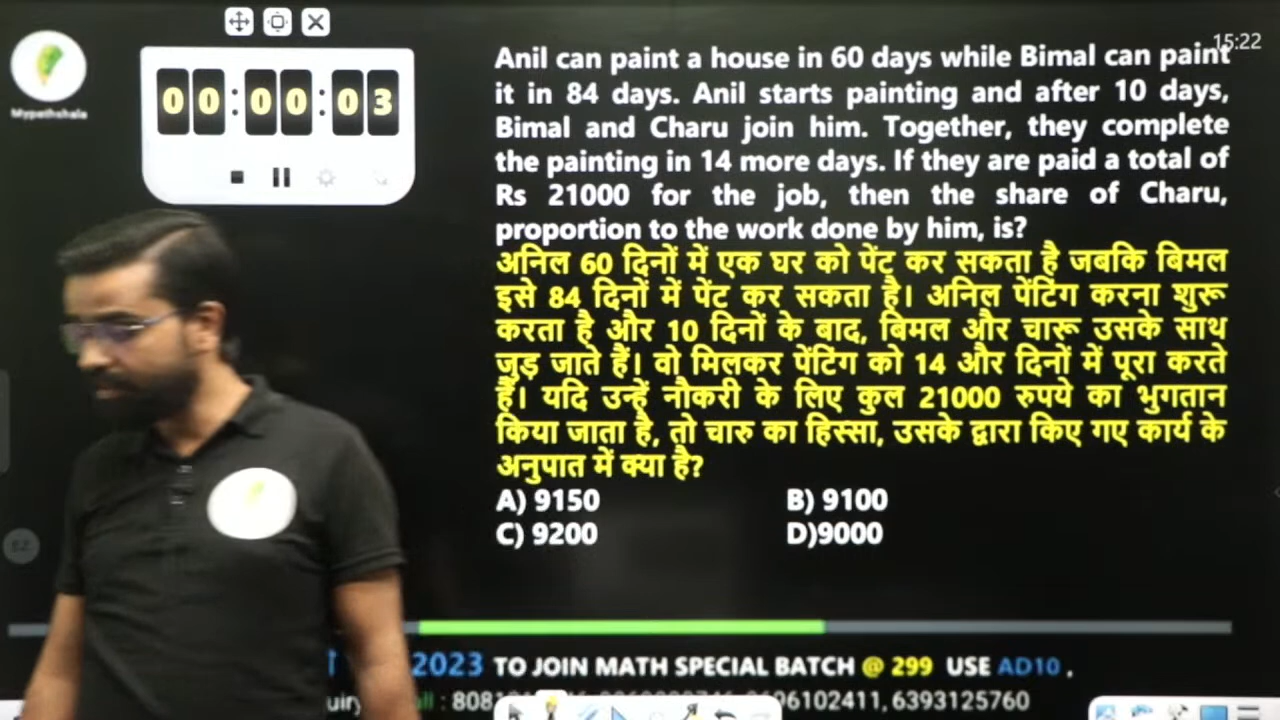 15:22
Mypathshala
00:00:03
Anil can paint a house in 60 days while Bimal can paint
it in 84 days. Anil starts painting and after 10 days,
Bimal and Charu join him. Together, they complete
the painting in 14 more days. If they are paid a total of
Rs 21000 for the job, then the share of Charu,
proportion to the work done by him, is?
अनिल 60 दिनों में एक घर को पेंट कर सकता है जबकि बिमल
इसे 84 दिनों में पेंट कर सकता है। अनिल पेंटिंग करना शुरू
करता है और 10 दिनों के बाद, बिमल और चारू उसके साथ
जुड़ जाते हैं। वो मिलकर पेंटिंग को 14 और दिनों में पूरा करते
हैं। यदि उन्हें नौकरी के लिए कुल 21000 रुपये का भुगतान
किया जाता है, तो चारु का हिस्सा, उसके द्वारा किए गए कार्य के
अनुपात में क्या है?
A) 9150 B) 9100
C) 9200 D)9000
2023 TO JOIN MATH SPECIAL BATCH @ 299 USE AD10 .
6393125760